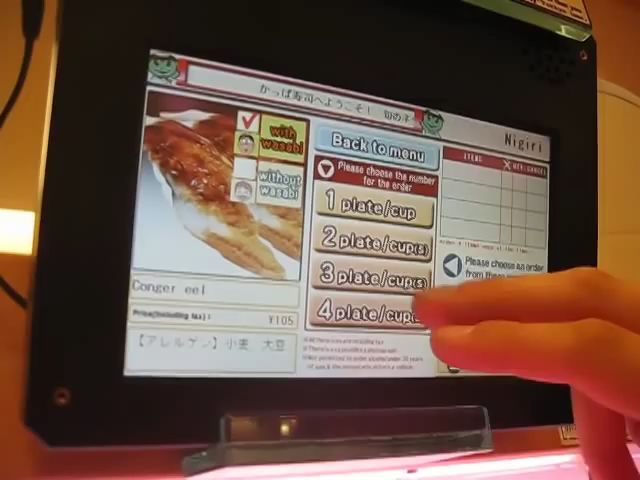 かっぱ寿司へようこそ! 旬のネ
Nigiri
with
wasabi
without
wasabi
Back to menu
Please choose the number
for the order
1 plate/cup
2 plate/cup(s)
3 plate/cup(s)
4 plate/cup(
ITEMS
Please choose an order
Conger eel
Price(including tax):
¥105
【アレルゲン】小麦 大豆